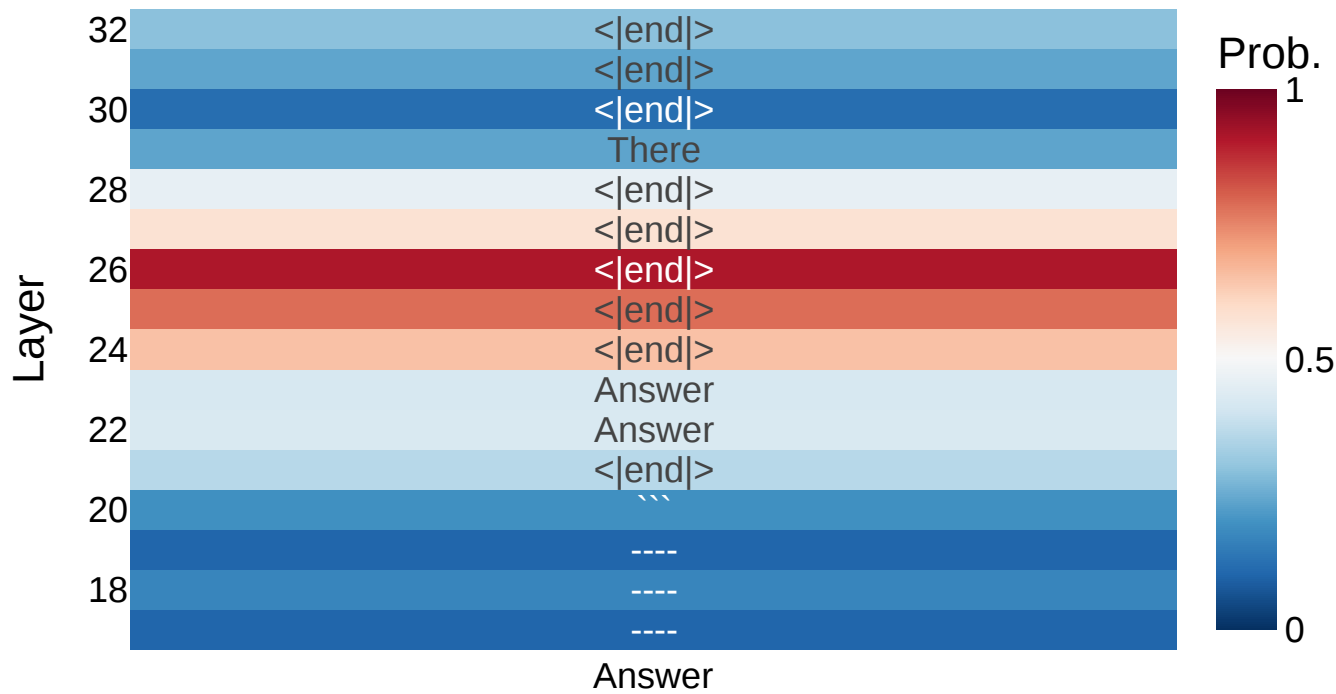 32 <|end|>
Prob.
<|end|>
1
30 <|end|>
There
28 <|end|>
<|end|>
26 <|end|>
Layer
<|end|>
24 <|end|>
0.5
Answer
22 Answer
<|end|>
20 ```
----
18 ----
----
0
Answer